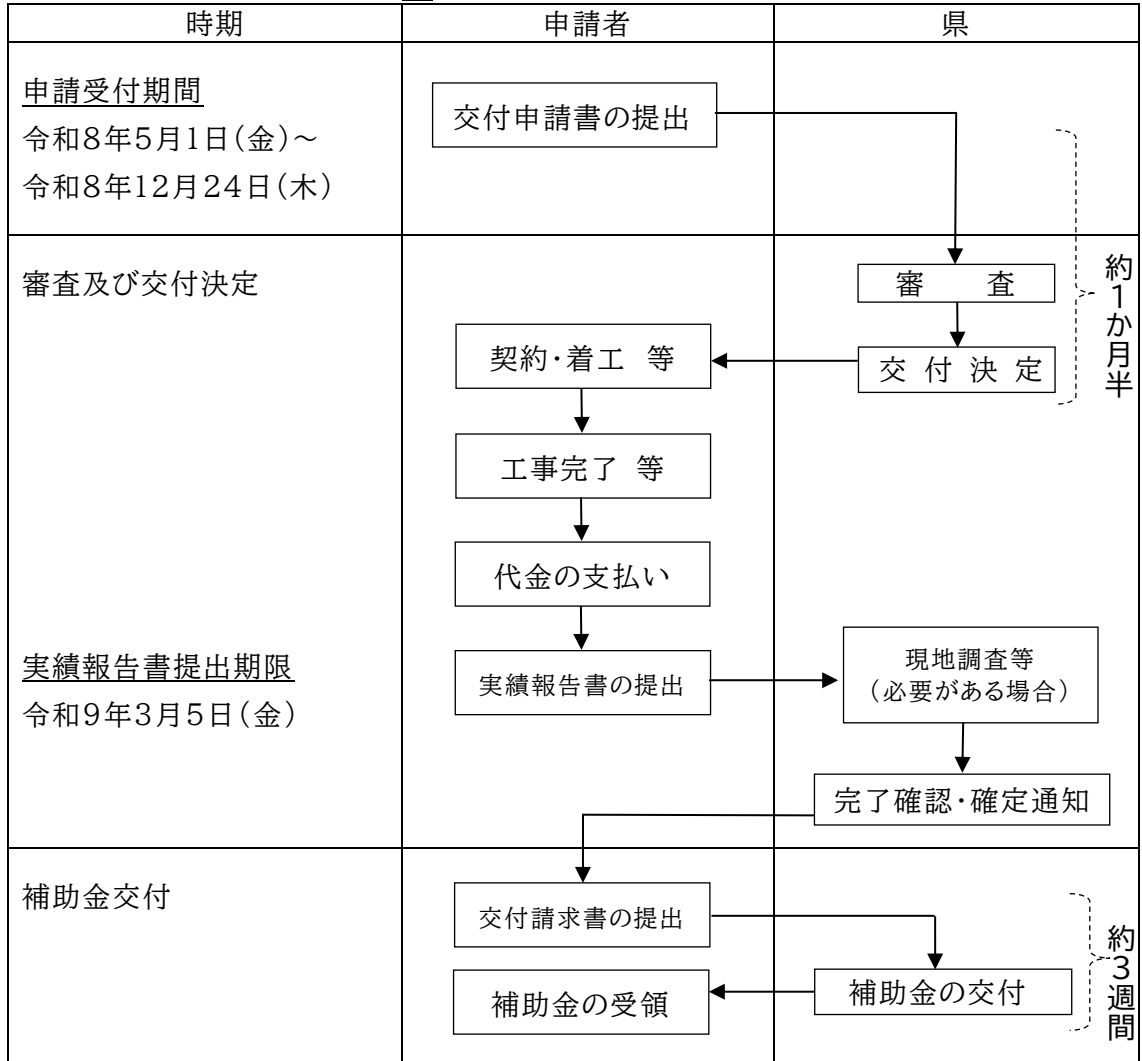 時期
申請者
県
申請受付期間
令和8年5月1日(金)～
令和8年12月24日(木)
交付申請書の提出
審査及び交付決定
審　　査
約1か月半
契約・着工 等
交 付 決 定
工事完了 等
代金の支払い
実績報告書提出期限
令和9年3月5日(金)
実績報告書の提出
現地調査等
(必要がある場合)
完了確認・確定通知
補助金交付
交付請求書の提出
約3週間
補助金の受領
補助金の交付